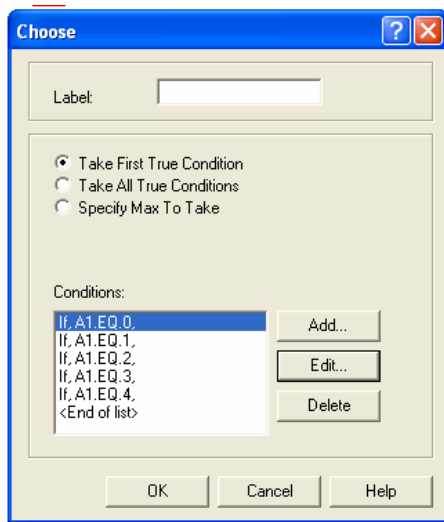 Choose
Label:
Take First True Condition
Take All True Conditions
Specify Max To Take
Conditions:
If, A1.EQ.0,
If, A1.EQ.1,
If, A1.EQ.2,
If, A1.EQ.3,
If, A1.EQ.4,
<End of list>
Add...
Edit...
Delete
OK
Cancel
Help